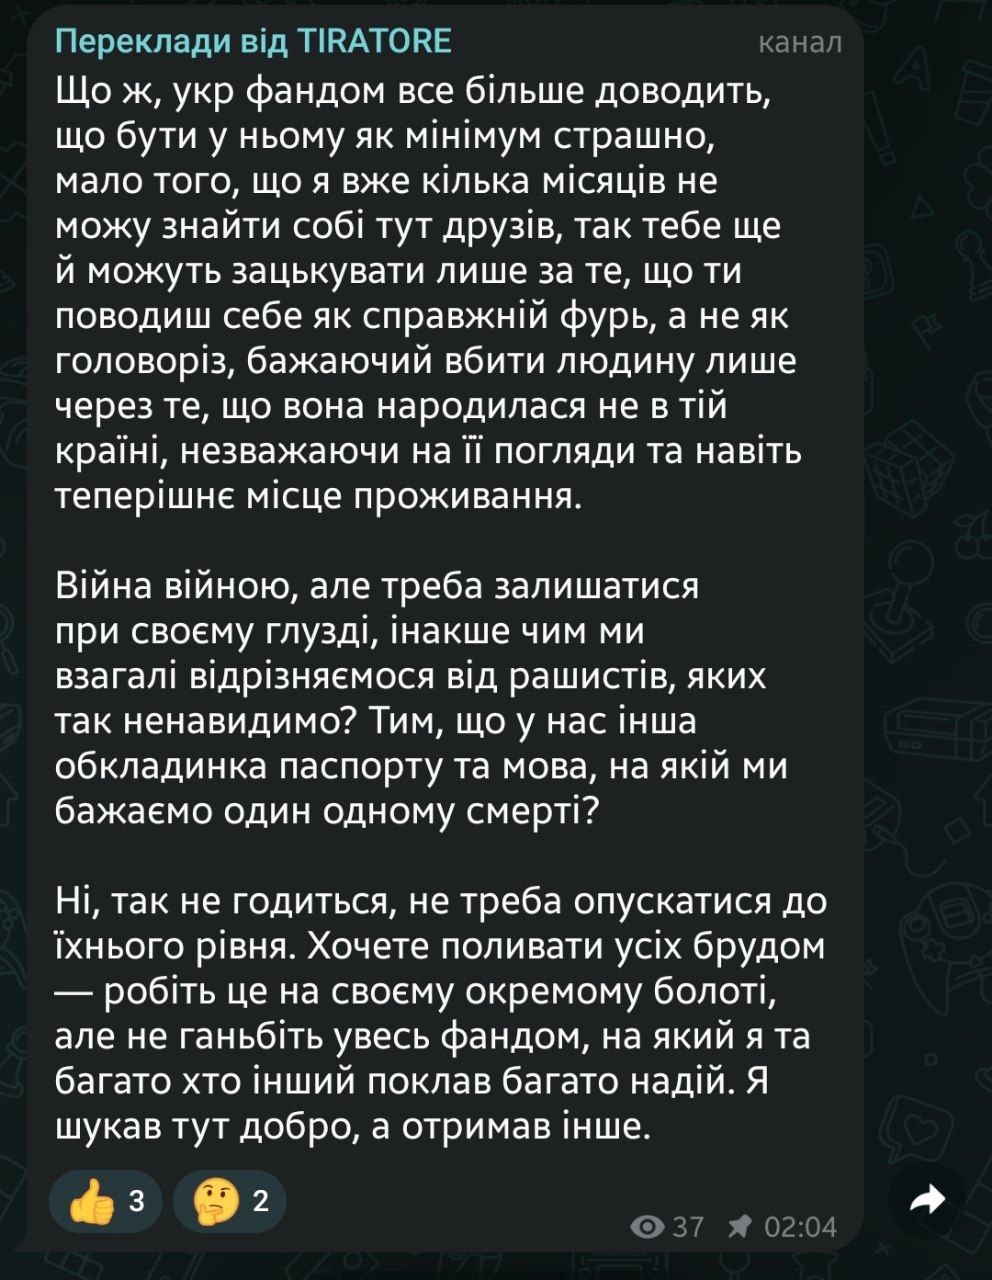 Переклади від TIRATORE канал
Що ж, укр фандом все більше доводить,
що бути у ньому як мінімум страшно,
мало того, що я вже кілька місяців не
можу знайти собі тут друзів, так тебе ще
й можуть зацькувати лише за те, що ти
поводиш себе як справжній фурь, а не як
головоріз, бажаючий вбити людину лише
через те, що вона народилася не в тій
країні, незважаючи на її погляди та навіть
теперішнє місце проживання.
Війна війною, але треба залишатися
при своєму глузді, інакше чим ми
взагалі відрізняємося від рашистів, яких
так ненавидимо? Тим, що у нас інша
обкладинка паспорту та мова, на якій ми
бажаємо один одному смерті?
Ні, так не годиться, не треба опускатися до
їхнього рівня. Хочете поливати усіх брудом
— робіть це на своєму окремому болоті,
але не ганьбіть увесь фандом, на який я та
багато хто інший поклав багато надій. Я
шукав тут добро, а отримав інше.
👍 3 🤔 2
37 02:04